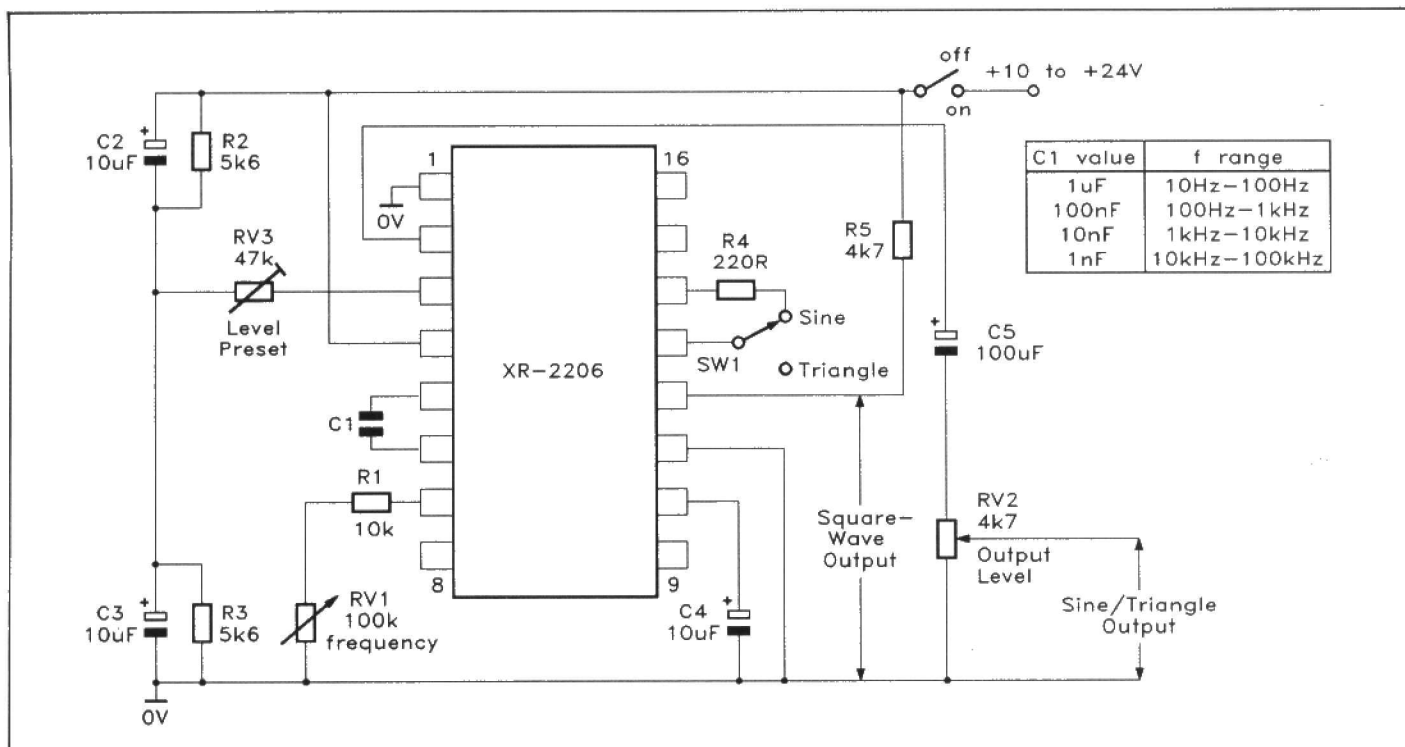 off
+10 to +24V
on
C2
10uF
+
R2
5k6
1
16
0V
C1 value f range
1uF 10Hz-100Hz
100nF 100Hz-1kHz
10nF 1kHz-10kHz
1nF 10kHz-100kHz
RV3
47k
Level
Preset
R4
220R
R5
4k7
Sine
SW1
Triangle
XR-2206
+
C5
100uF
C1
R1
10k
Square-
Wave
Output
RV2
4k7
Output
Level
8
9
C3
10uF
+
R3
5k6
RV1
100k
frequency
C4
10uF
+
Sine/Triangle
Output
0V